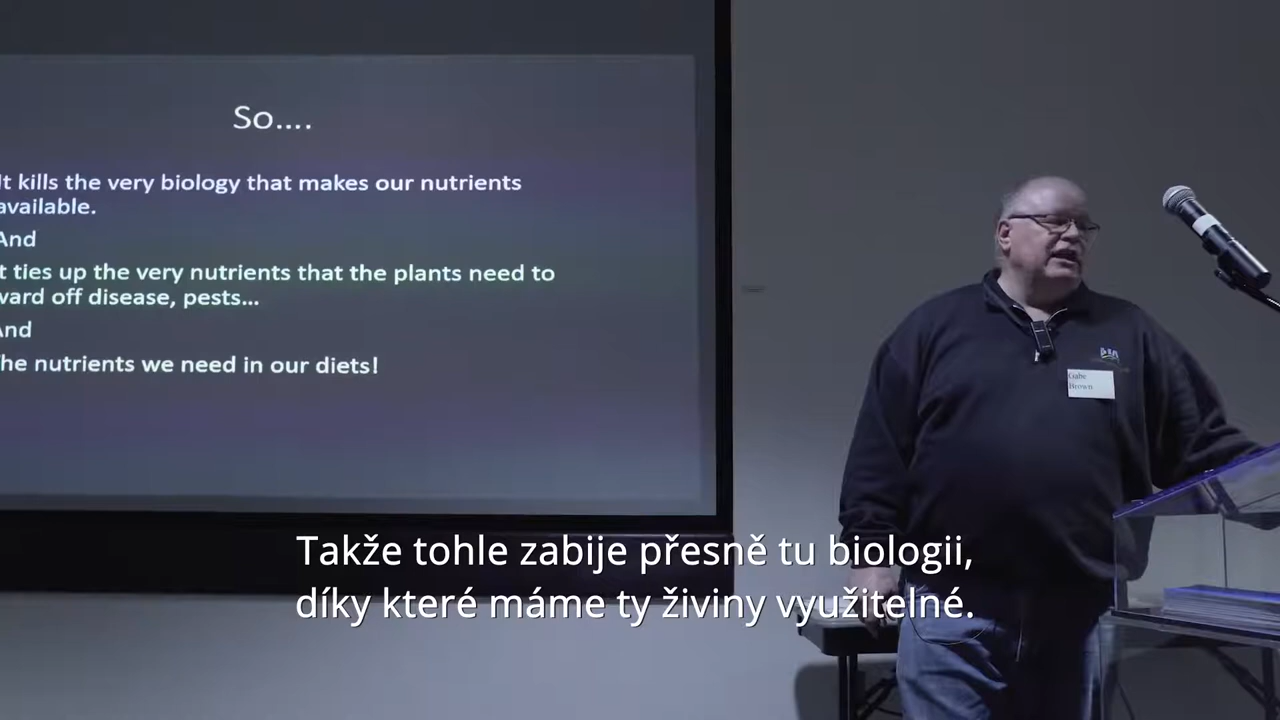 So....
It kills the very biology that makes our nutrients
available.
And
It ties up the very nutrients that the plants need to
ward off disease, pests...
And
The nutrients we need in our diets!
Gabe
Brown
Takže tohle zabije přesně tu biologii,
díky které máme ty živiny využitelné.